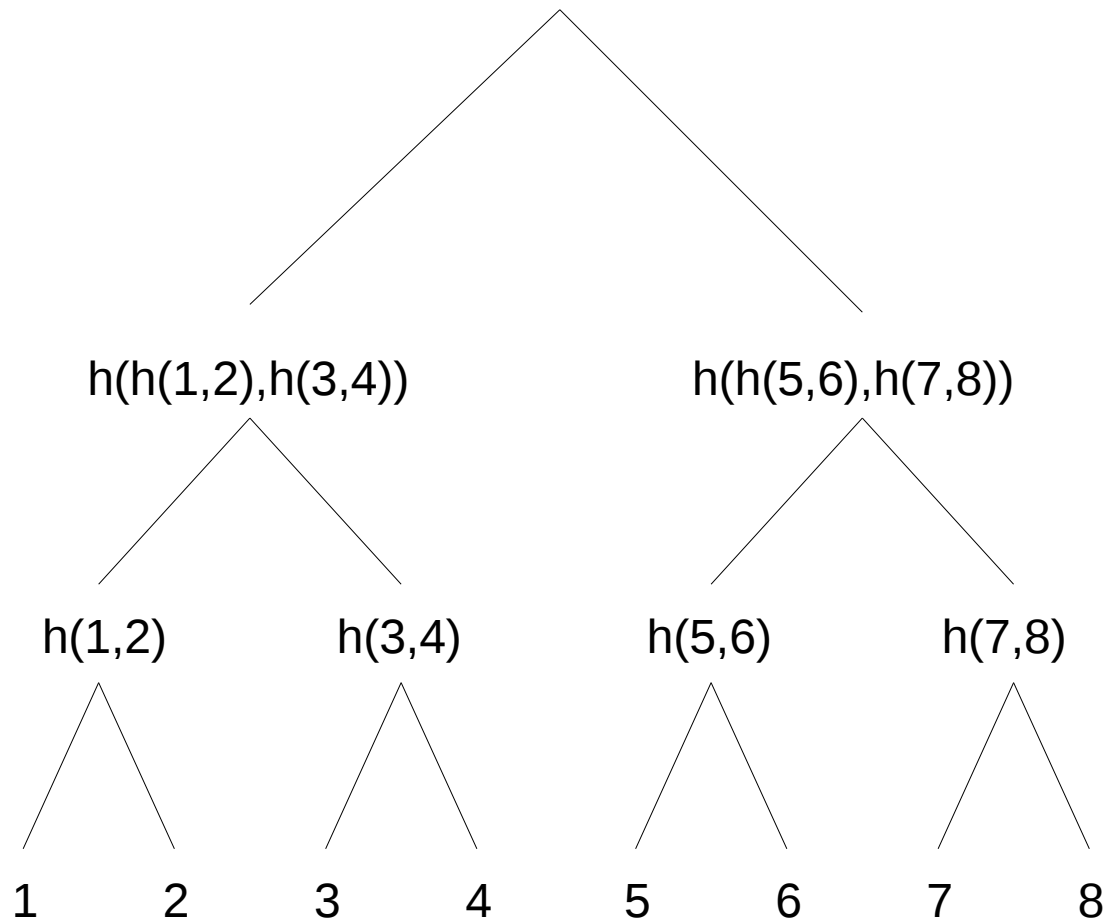 h(h(1,2),h(3,4)) h(h(5,6),h(7,8))
h(1,2) h(3,4) h(5,6) h(7,8)
1 2 3 4 5 6 7 8